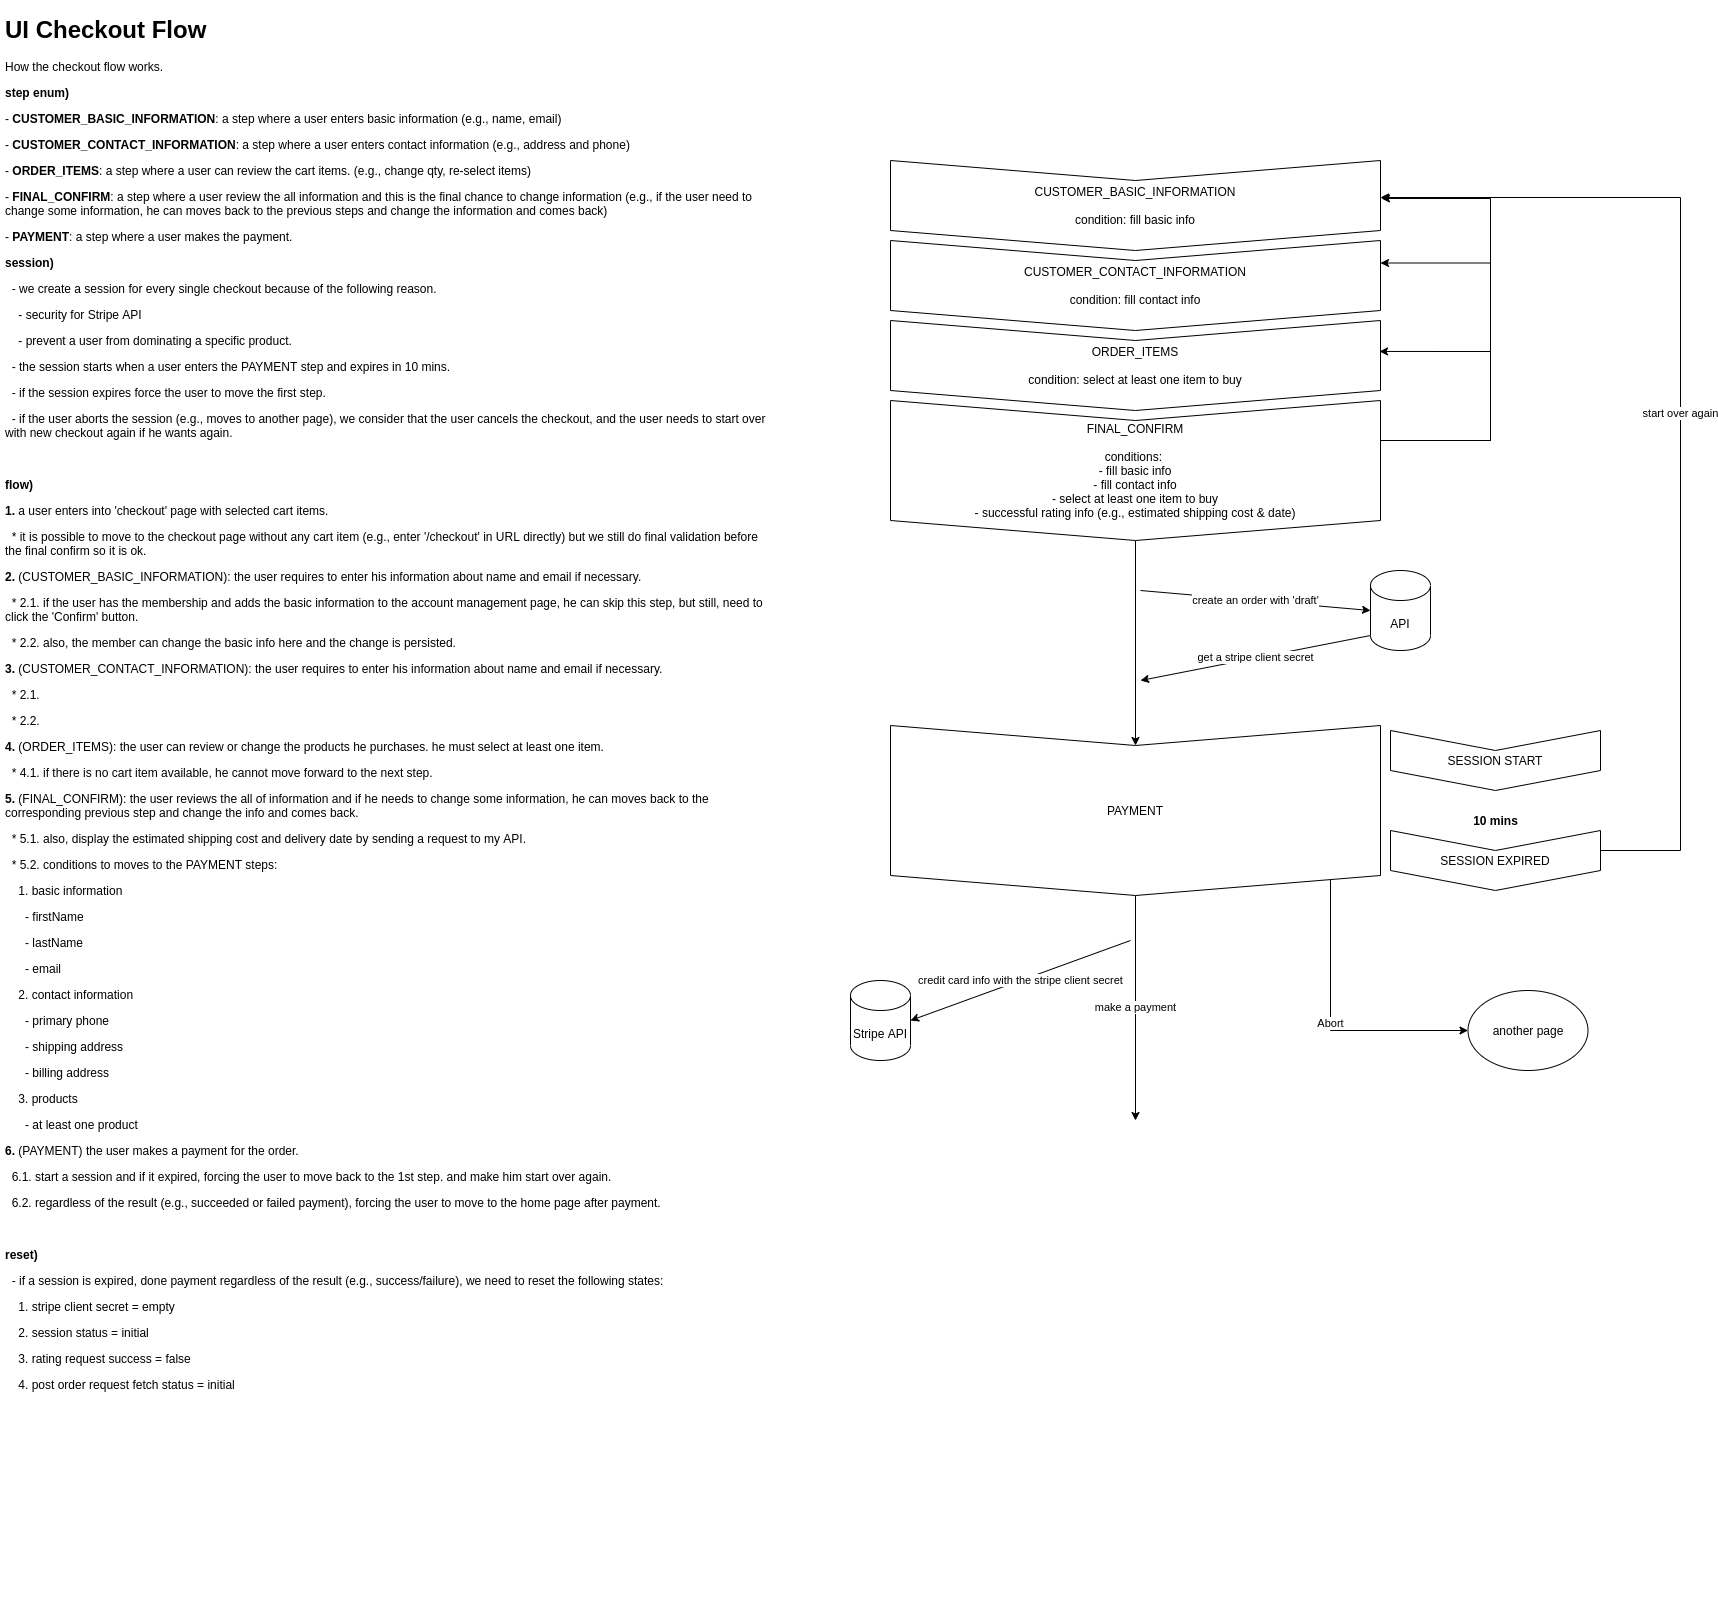 UI Checkout Flow
How the checkout flow works.
step enum)
- CUSTOMER_BASIC_INFORMATION: a step where a user enters basic information (e.g., name, email)
- CUSTOMER_CONTACT_INFORMATION: a step where a user enters contact information (e.g., address and phone)
- ORDER_ITEMS: a step where a user can review the cart items. (e.g., change qty, re-select items)
- FINAL_CONFIRM: a step where a user review the all information and this is the final chance to change information (e.g., if the user need to
change some information, he can moves back to the previous steps and change the information and comes back)
- PAYMENT: a step where a user makes the payment.
session)
- we create a session for every single checkout because of the following reason.
- security for Stripe API
- prevent a user from dominating a specific product.
- the session starts when a user enters the PAYMENT step and expires in 10 mins.
- if the session expires force the user to move the first step.
- if the user aborts the session (e.g., moves to another page), we consider that the user cancels the checkout, and the user needs to start over
with new checkout again if he wants again.
flow)
1. a user enters into 'checkout' page with selected cart items.
* it is possible to move to the checkout page without any cart item (e.g., enter '/checkout' in URL directly) but we still do final validation before
the final confirm so it is ok.
2. (CUSTOMER_BASIC_INFORMATION): the user requires to enter his information about name and email if necessary.
* 2.1. if the user has the membership and adds the basic information to the account management page, he can skip this step, but still, need to
click the 'Confirm' button.
* 2.2. also, the member can change the basic info here and the change is persisted.
3. (CUSTOMER_CONTACT_INFORMATION): the user requires to enter his information about name and email if necessary.
* 2.1.
* 2.2.
4. (ORDER_ITEMS): the user can review or change the products he purchases. he must select at least one item.
* 4.1. if there is no cart item available, he cannot move forward to the next step.
5. (FINAL_CONFIRM): the user reviews the all of information and if he needs to change some information, he can moves back to the
corresponding previous step and change the info and comes back.
* 5.1. also, display the estimated shipping cost and delivery date by sending a request to my API.
* 5.2. conditions to moves to the PAYMENT steps:
1. basic information
- firstName
- lastName
- email
2. contact information
- primary phone
- shipping address
- billing address
3. products
- at least one product
6. (PAYMENT) the user makes a payment for the order.
6.1. start a session and if it expired, forcing the user to move back to the 1st step. and make him start over again.
6.2. regardless of the result (e.g., succeeded or failed payment), forcing the user to move to the home page after payment.
reset)
- if a session is expired, done payment regardless of the result (e.g., success/failure), we need to reset the following states:
1. stripe client secret = empty
2. session status = initial
3. rating request success = false
4. post order request fetch status = initial
CUSTOMER_BASIC_INFORMATION
condition: fill basic info
CUSTOMER_CONTACT_INFORMATION
condition: fill contact info
ORDER_ITEMS
condition: select at least one item to buy
start over again
FINAL_CONFIRM
conditions:
- fill basic info
- fill contact info
- select at least one item to buy
- successful rating info (e.g., estimated shipping cost & date)
create an order with 'draft'
API
get a stripe client secret
PAYMENT
SESSION START
10 mins
SESSION EXPIRED
credit card info with the stripe client secret
make a payment
Stripe API
Abort
another page